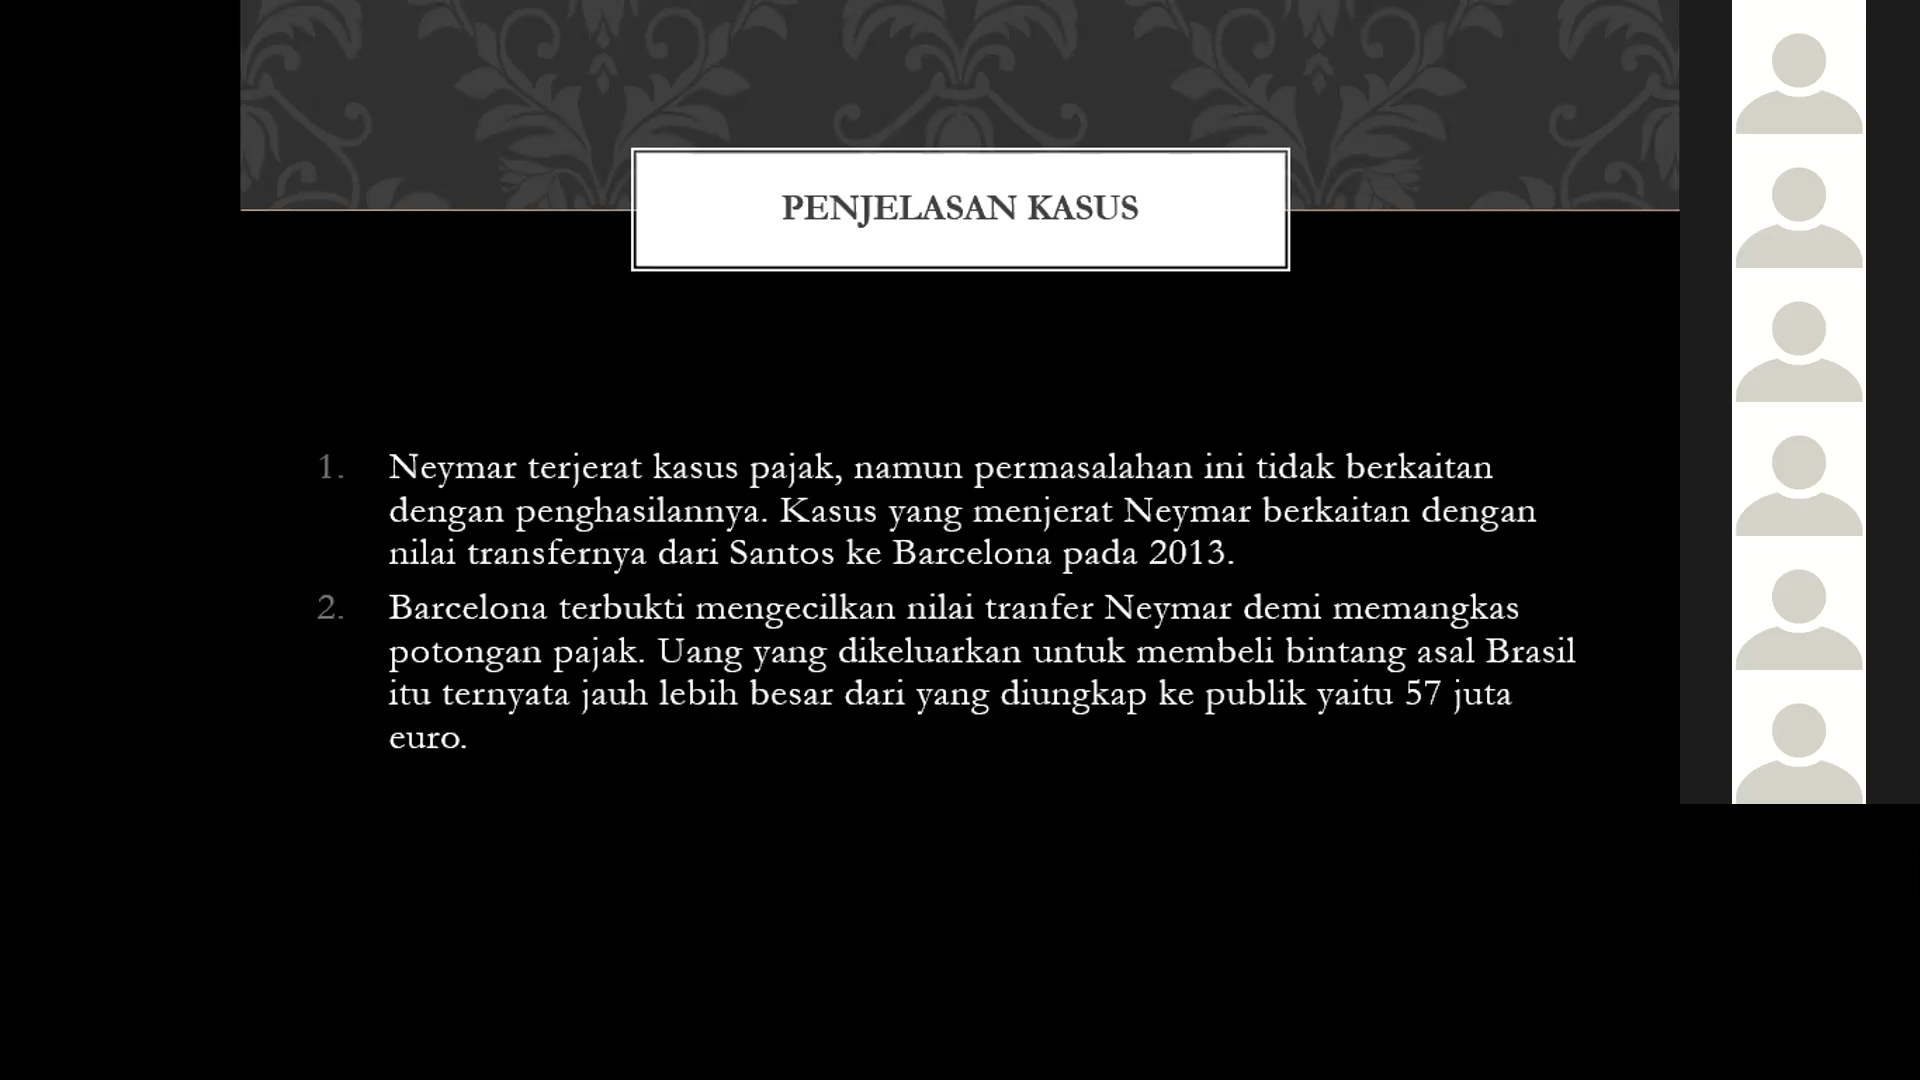 PENJELASAN KASUS
1. Neymar terjerat kasus pajak, namun permasalahan ini tidak berkaitan
dengan penghasilannya. Kasus yang menjerat Neymar berkaitan dengan
nilai transfernya dari Santos ke Barcelona pada 2013.
2. Barcelona terbukti mengecilkan nilai tranfer Neymar demi memangkas
potongan pajak. Uang yang dikeluarkan untuk membeli bintang asal Brasil
itu ternyata jauh lebih besar dari yang diungkap ke publik yaitu 57 juta
euro.